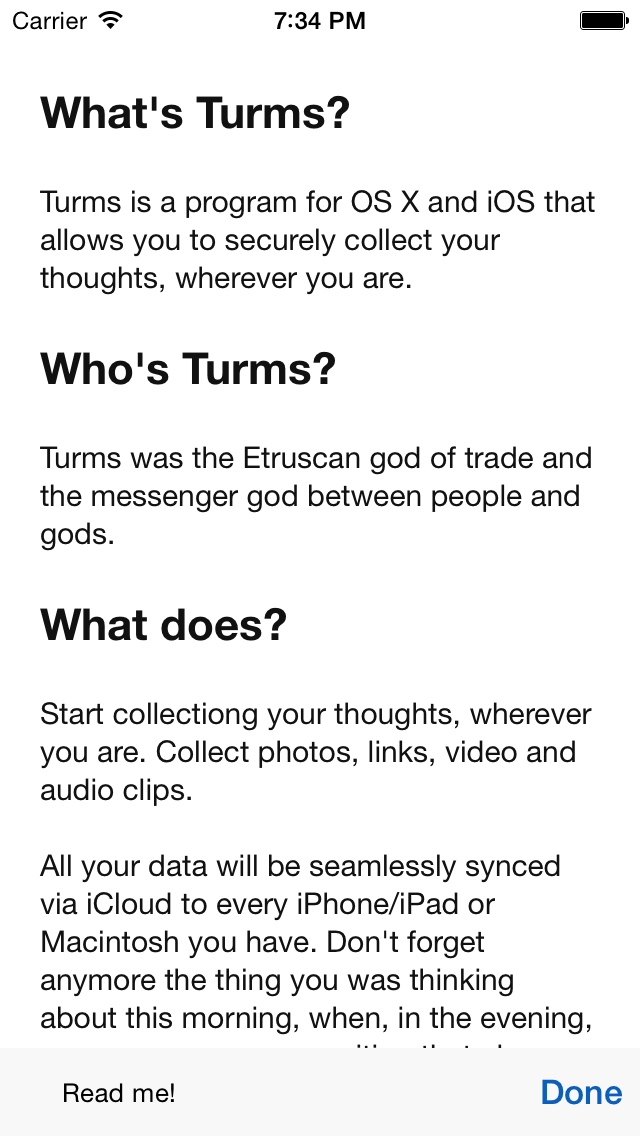 Carrier 7:34 PM
What's Turms?
Turms is a program for OS X and iOS that
allows you to securely collect your
thoughts, wherever you are.
Who's Turms?
Turms was the Etruscan god of trade and
the messenger god between people and
gods.
What does?
Start collectiong your thoughts, wherever
you are. Collect photos, links, video and
audio clips.
All your data will be seamlessly synced
via iCloud to every iPhone/iPad or
Macintosh you have. Don't forget
anymore the thing you was thinking
about this morning, when, in the evening,
Read me! Done